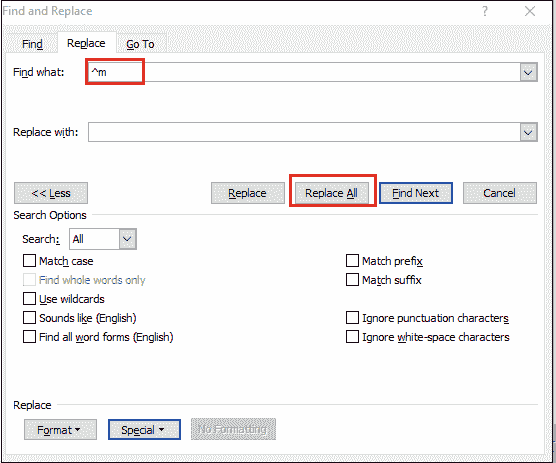 Find and Replace ? ×
Find Replace Go To
Find what: ^m
Replace with:
<< Less Replace Replace All Find Next Cancel
Search Options
Search: All
Match case Match prefix
Find whole words only Match suffix
Use wildcards
Sounds like (English) Ignore punctuation characters
Find all word forms (English) Ignore white-space characters
Replace
Format Special No Formatting